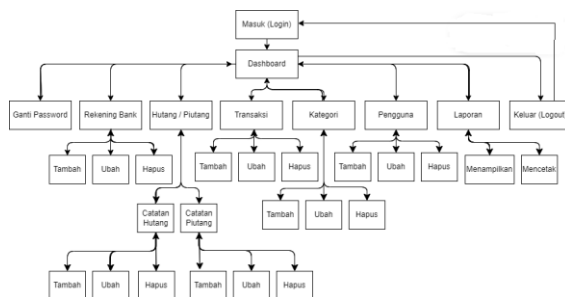 Masuk (Login)
Dashboard
Ganti Password
Rekening Bank
Hutang / Piutang
Transaksi
Kategori
Pengguna
Laporan
Keluar (Logout)
Tambah
Ubah
Hapus
Tambah
Ubah
Hapus
Tambah
Ubah
Hapus
Menampilkan
Mencetak
Catatan
Hutang
Catatan
Piutang
Tambah
Ubah
Hapus
Tambah
Ubah
Hapus
Tambah
Ubah
Hapus